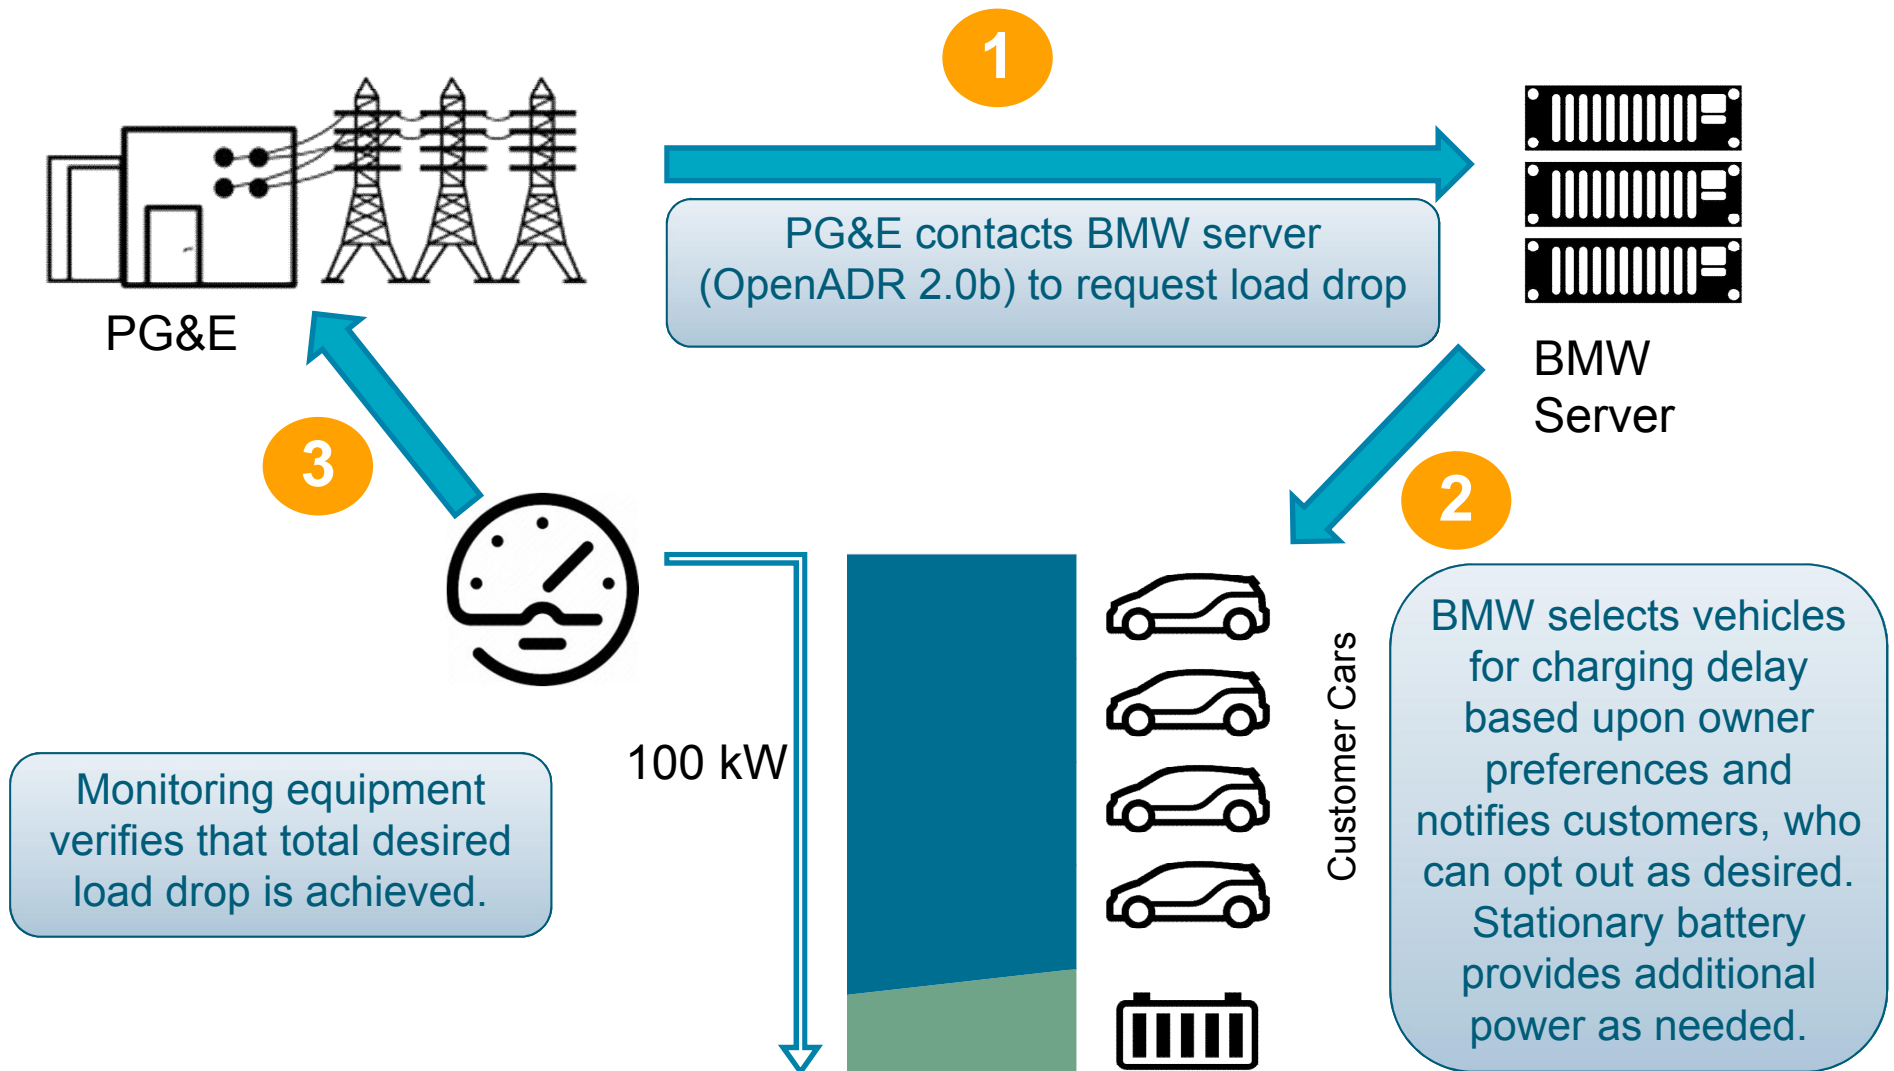 1
PG&E contacts BMW server
(OpenADR 2.0b) to request load drop
PG&E
BMW
Server
3
2
100 kW
Customer Cars
BMW selects vehicles
for charging delay
based upon owner
preferences and
notifies customers, who
can opt out as desired.
Stationary battery
provides additional
power as needed.
Monitoring equipment
verifies that total desired
load drop is achieved.